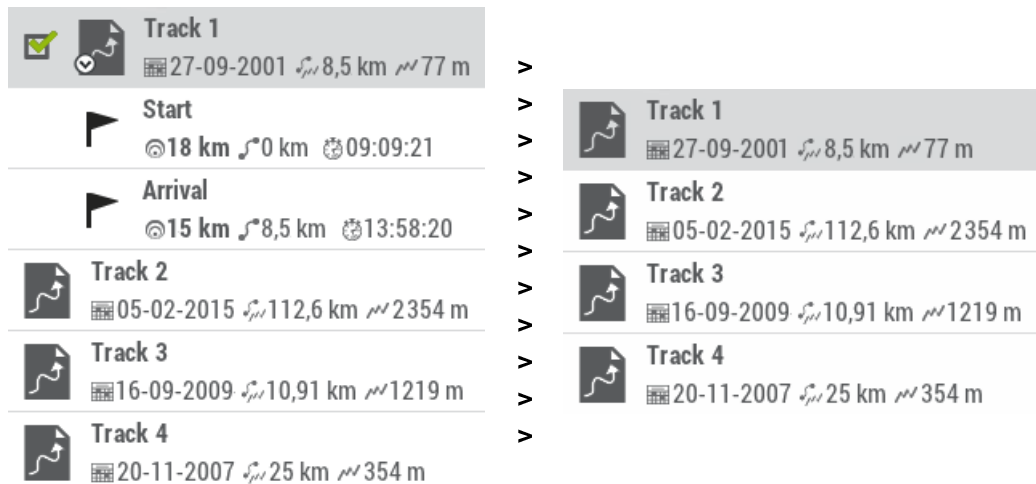 Track 1
27-09-2001 8,5 km 77 m
Start
18 km 0 km 09:09:21
Arrival
15 km 8,5 km 13:58:20
Track 2
05-02-2015 112,6 km 2354 m
Track 3
16-09-2009 10,91 km 1219 m
Track 4
20-11-2007 25 km 354 m
>
>
>
>
>
>
>
>
>
>
>
Track 1
27-09-2001 8,5 km 77 m
Track 2
05-02-2015 112,6 km 2354 m
Track 3
16-09-2009 10,91 km 1219 m
Track 4
20-11-2007 25 km 354 m